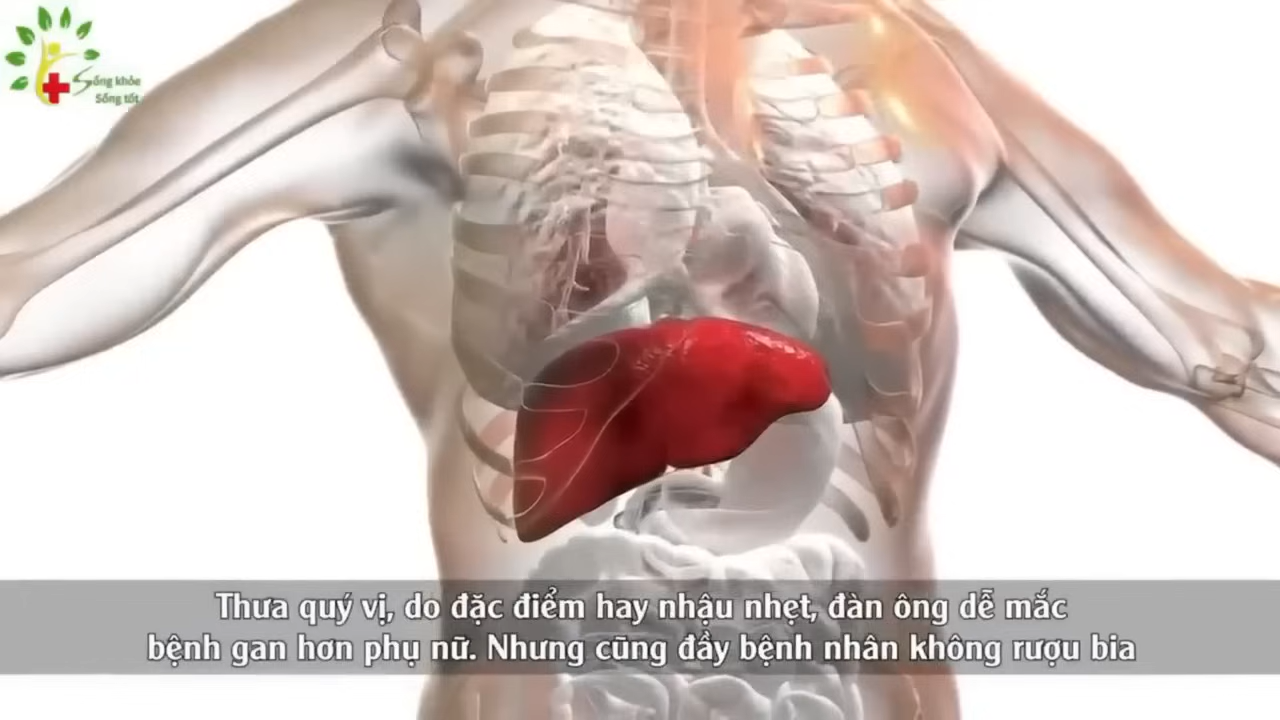 Sống khỏe
Sống tốt
Thưa quý vị, do đặc điểm hay nhậu nhẹt, đàn ông dễ mắc
bệnh gan hơn phụ nữ. Nhưng cũng đầy bệnh nhân không rượu bia